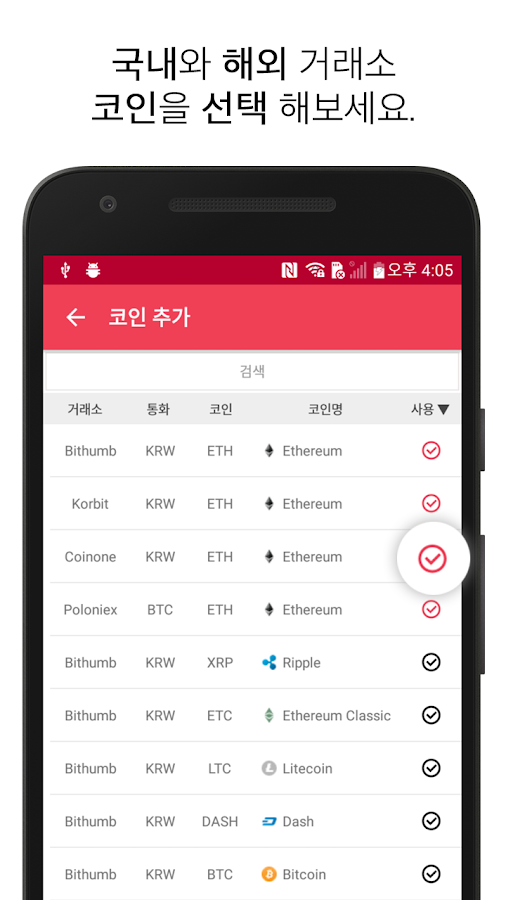 국내와 해외 거래소
코인을 선택 해보세요.
오후 4:05
코인 추가
검색
거래소 통화 코인 코인명 사용▼
Bithumb KRW ETH Ethereum
Korbit KRW ETH Ethereum
Coinone KRW ETH Ethereum
Poloniex BTC ETH Ethereum
Bithumb KRW XRP Ripple
Bithumb KRW ETC Ethereum Classic
Bithumb KRW LTC Litecoin
Bithumb KRW DASH Dash
Bithumb KRW BTC Bitcoin